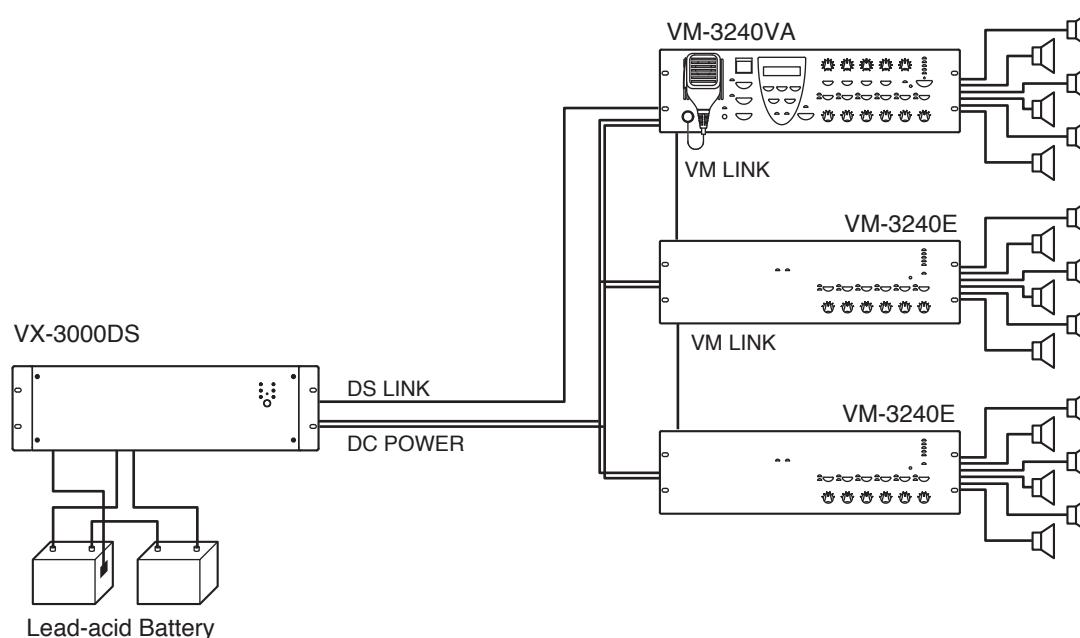 VM-3240VA
VM LINK
VM-3240E
VX-3000DS
VM LINK
DS LINK
VM-3240E
DC POWER
Lead-acid Battery